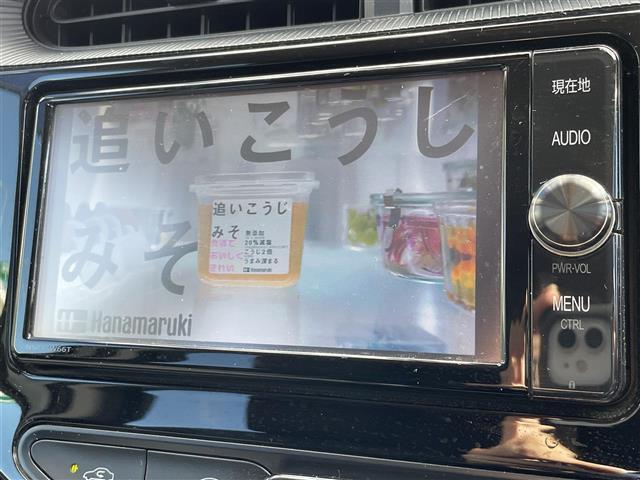 追いこうじ
みそ
追いこうじ
みそ
無添加
20%減塩
こうじ2倍
うまみ深まる
Hanamaruki
Hanamaruki
W66T
現在地
AUDIO
PWR-VOL
MENU
CTRL